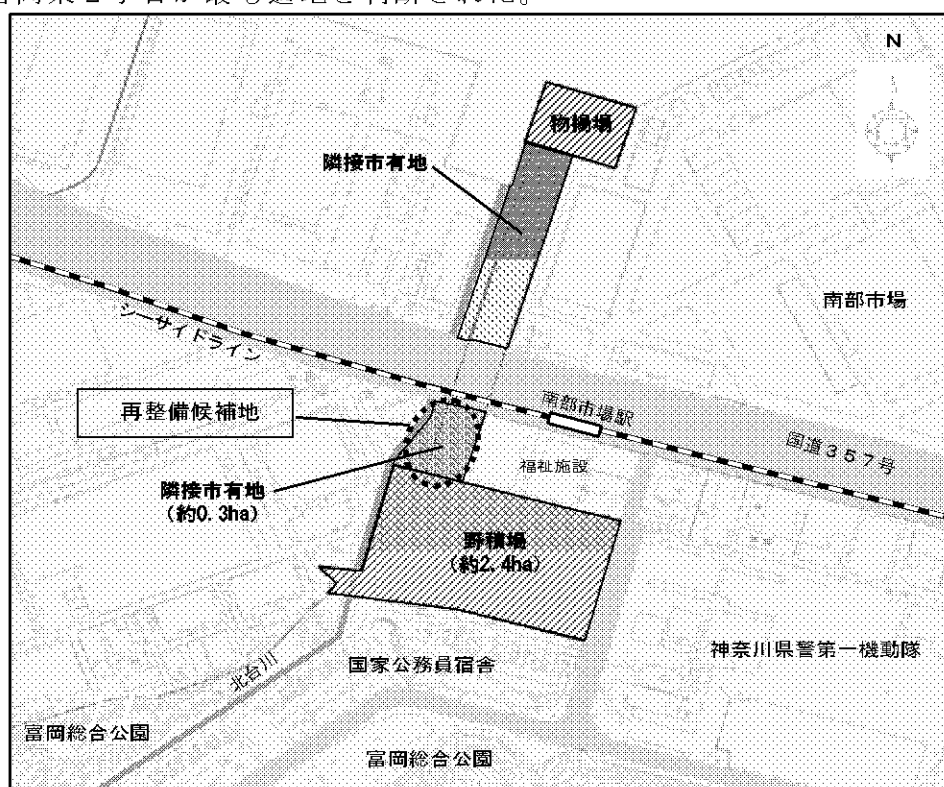 N
物揚場
隣接市有地
南部市場
シーサイドライン
再整備候補地
南部市場駅
国道357号
福祉施設
隣接市有地
(約0.3ha)
野積場
(約2.4ha)
神奈川県警第一機動隊
国家公務員宿舎
北台川
富岡総合公園
富岡総合公園